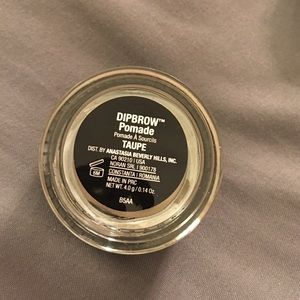 DIPBROW™
Pomade
Pomade À Sourcils
TAUPE
DIST. BY ANASTASIA BEVERLY HILLS, INC.
CA 90210 | USA
NORAN SRL | 900178
CONSTANTA | ROMANIA
6M
MADE IN PRC
NET WT. 4.0 g / 0.14 Oz.
B5AA